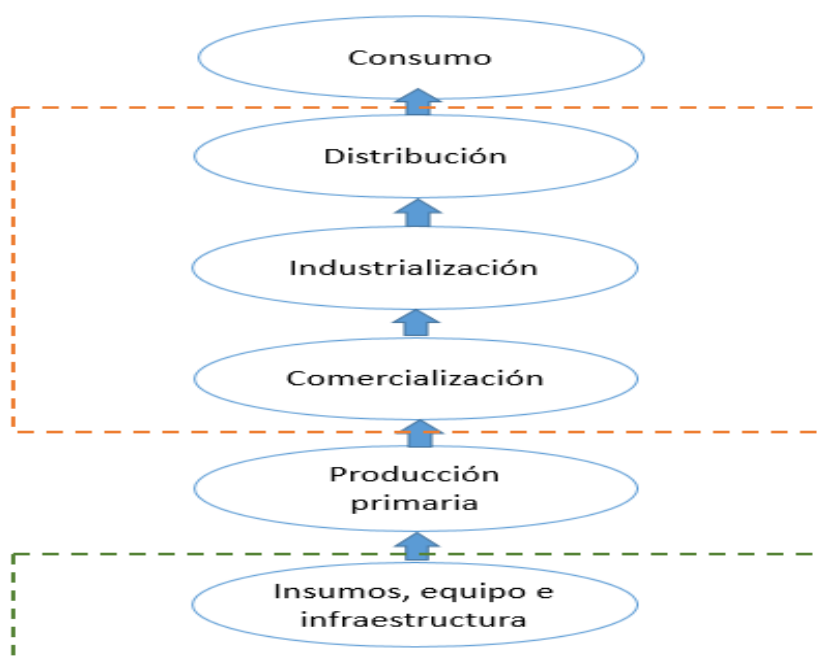 Consumo
Distribución
Industrialización
Comercialización
Producción
primaria
Insumos, equipo e
infraestructura